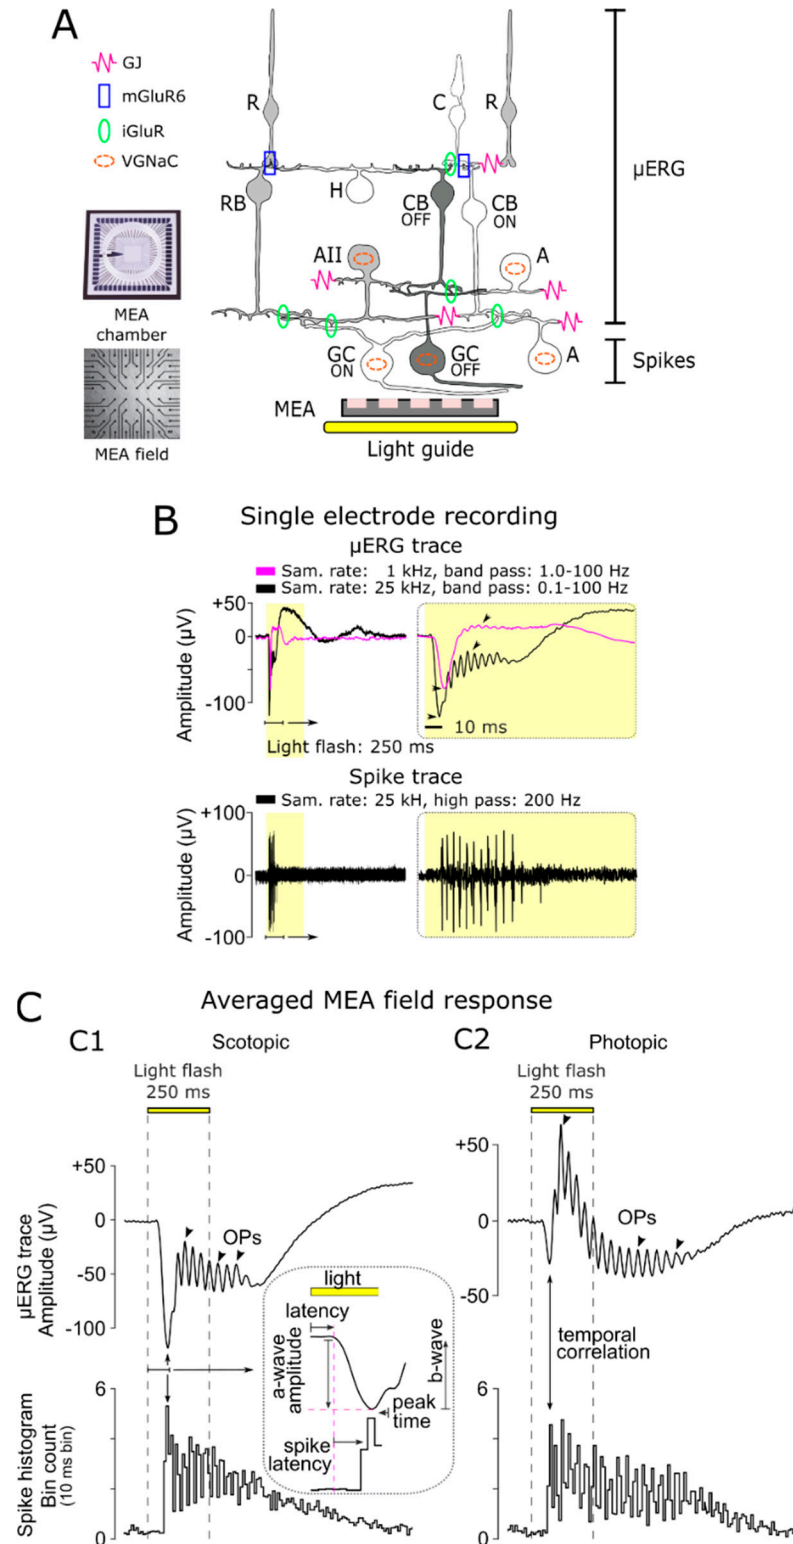 A
GJ
mGluR6
iGluR
VGNaC
R
C
R
RB
H
CB
OFF
CB
ON
µERG
AII
A
MEA
chamber
GC
ON
GC
OFF
A
Spikes
MEA
MEA field
Light guide
B
Single electrode recording
µERG trace
Sam. rate: 1 kHz, band pass: 1.0-100 Hz
Sam. rate: 25 kHz, band pass: 0.1-100 Hz
Amplitude (µV)
+50
0
-100
10 ms
Light flash: 250 ms
Spike trace
Sam. rate: 25 kH, high pass: 200 Hz
Amplitude (µV)
+100
0
-100
C
Averaged MEA field response
C1
Scotopic
C2
Photopic
Light flash
250 ms
Light flash
250 ms
µERG trace
Amplitude (µV)
+50
0
-50
-100
OPs
+50
0
-50
OPs
light
latency
a-wave
amplitude
b-wave
peak
time
spike
latency
temporal
correlation
Spike histogram
Bin count
(10 ms bin)
6
0
6
0